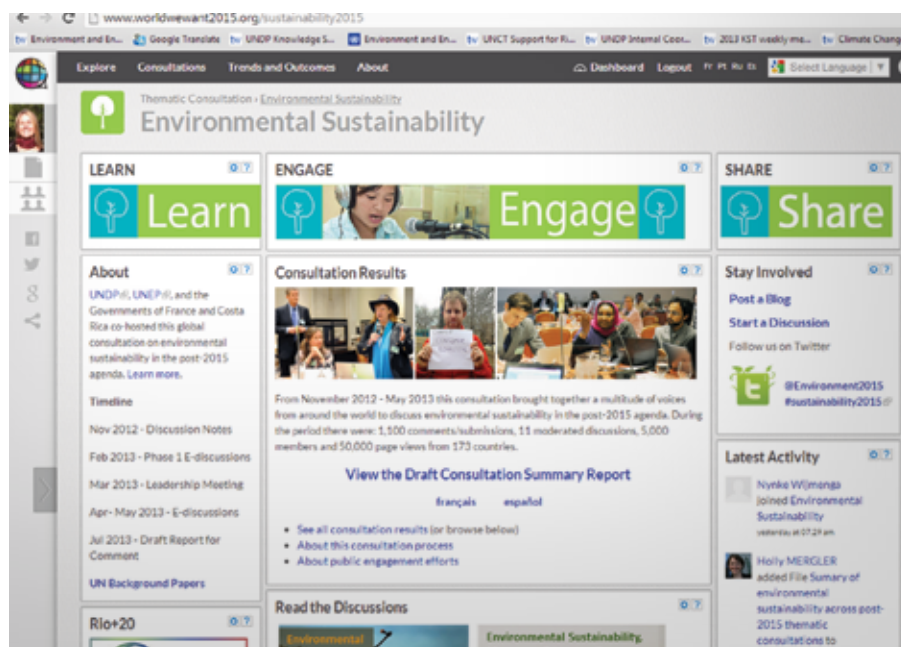 www.worldwewant2015.org/sustainability2015
Environment and En... Google Translate UNDP Knowledge S... Environment and En... UNCT Support for Ri... UNDP Internal Coor... 2013 KST weekly me... Climate Chang
Explore Consultations Trends and Outcomes About Dashboard Logout Fr Pt Ru Es Select Language ▼
Thematic Consultation › Environmental Sustainability
Environmental Sustainability
LEARN
Learn
ENGAGE
Engage
SHARE
Share
About
UNDP, UNEP, and the
Governments of France and Costa
Rica co-hosted this global
consultation on environmental
sustainability in the post-2015
agenda. Learn more.
Timeline
Nov 2012 - Discussion Notes
Feb 2013 - Phase 1 E-discussions
Mar 2013 - Leadership Meeting
Apr- May 2013 - E-discussions
Jul 2013 - Draft Report for
Comment
UN Background Papers
Rio+20
Consultation Results
From November 2012 - May 2013 this consultation brought together a multitude of voices
from around the world to discuss environmental sustainability in the post-2015 agenda. During
the period there were: 1,100 comments/submissions, 11 moderated discussions, 5,000
members and 50,000 page views from 173 countries.
View the Draft Consultation Summary Report
français español
• See all consultation results (or browse below)
• About this consultation process
• About public engagement efforts
Read the Discussions
Environmental
Environmental Sustainability,
Stay Involved
Post a Blog
Start a Discussion
Follow us on Twitter
@Environment2015
#sustainability2015
Latest Activity
Nynke Wijmenga
joined Environmental
Sustainability
yesterday at 07:29 am
Holly MERGLER
added File Sumary of
environmental
sustainability across post-
2015 thematic
consultations to